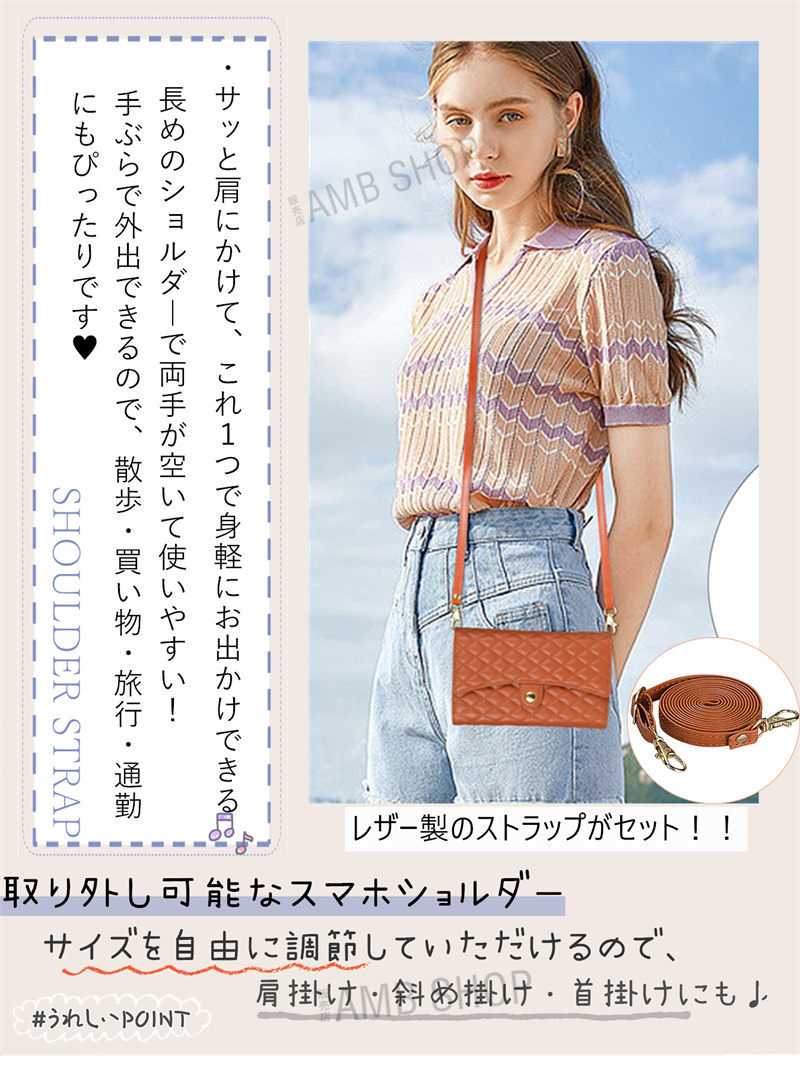 ・サッと肩にかけて、これ1つで身軽にお出かけできる
長めのショルダーで両手が空いて使いやすい！
手ぶらで外出できるので、散歩・買い物・旅行・通勤
にもぴったりです♥
SHOULDER STRAP
販売店 AMB SHOP
レザー製のストラップがセット！！
取り外し可能なスマホショルダー
サイズを自由に調節していただけるので、
肩掛け・斜め掛け・首掛けにも♪
販売店 AMB SHOP
#うれしいPOINT